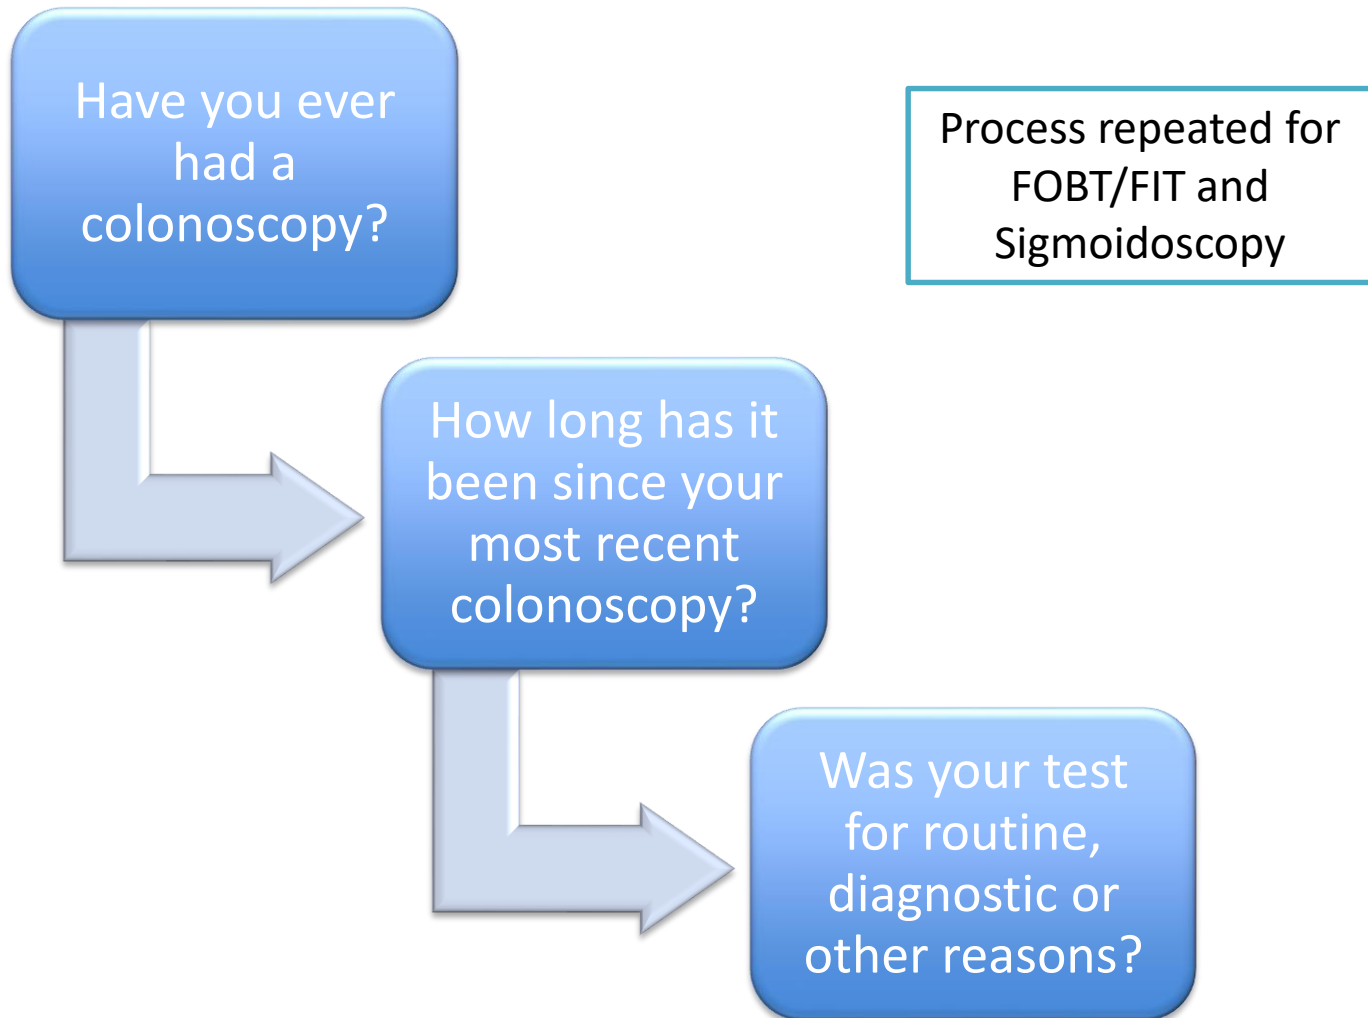 Have you ever
had a
colonoscopy?
Process repeated for
FOBT/FIT and
Sigmoidoscopy
How long has it
been since your
most recent
colonoscopy?
Was your test
for routine,
diagnostic or
other reasons?